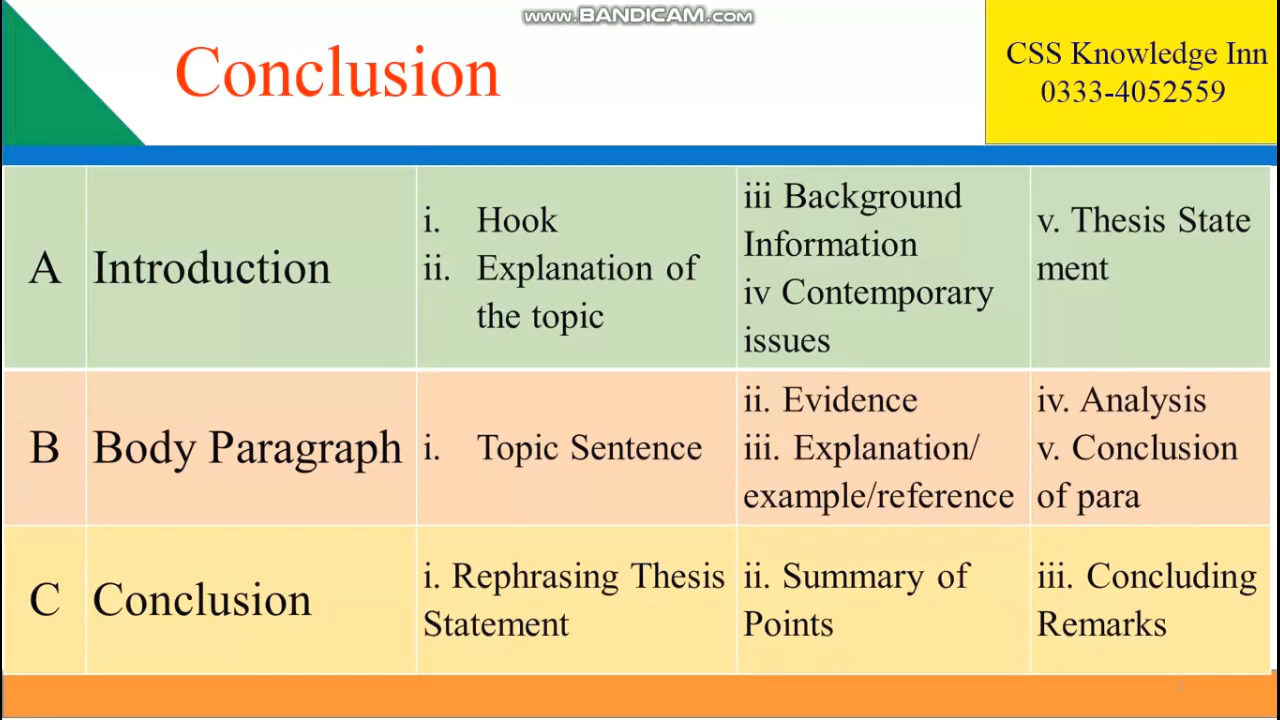 www.BANDICAM.com
Conclusion
CSS Knowledge Inn
0333-4052559
A
Introduction
i. Hook
ii. Explanation of
the topic
iii Background
Information
iv Contemporary
issues
v. Thesis State
ment
B
Body Paragraph
i. Topic Sentence
ii. Evidence
iii. Explanation/
example/reference
iv. Analysis
v. Conclusion
of para
C
Conclusion
i. Rephrasing Thesis
Statement
ii. Summary of
Points
iii. Concluding
Remarks